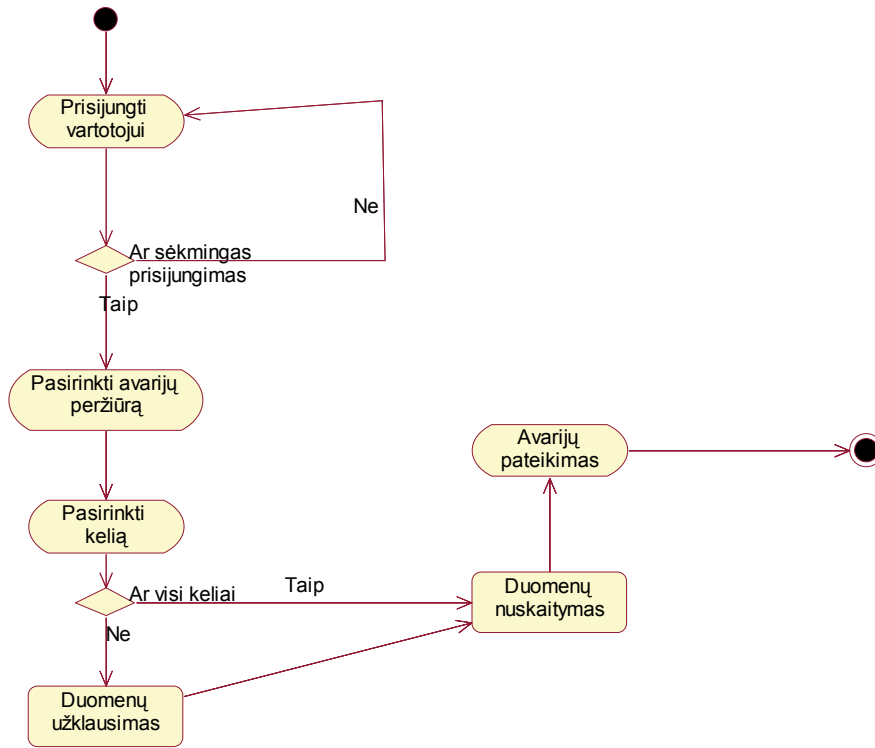 Prisijungti
vartotojui
Ne
Ar sėkmingas
prisijungimas
Taip
Pasirinkti avarijų
peržiūrą
Avarijų
pateikimas
Pasirinkti
kelią
Ar visi keliai
Taip
Duomenų
nuskaitymas
Ne
Duomenų
užklausimas